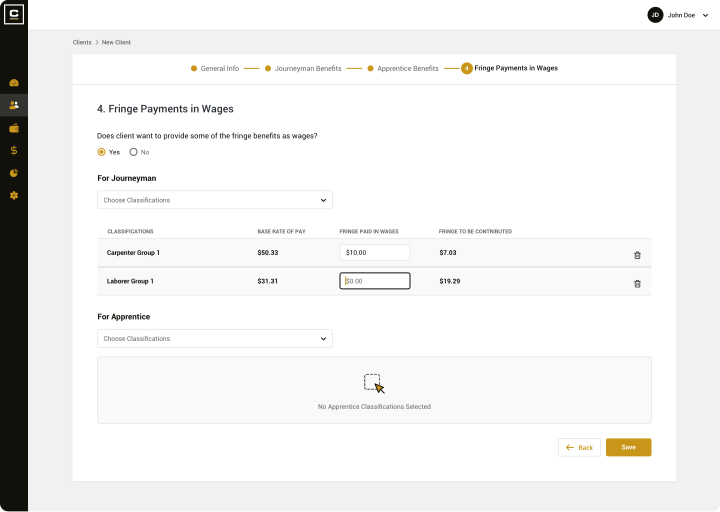 C
JD John Doe
Clients > New Client
General Info Journeyman Benefits Apprentice Benefits 4 Fringe Payments in Wages
4. Fringe Payments in Wages
Does client want to provide some of the fringe benefits as wages?
Yes No
For Journeyman
Choose Classifications
CLASSIFICATIONS BASE RATE OF PAY FRINGE PAID IN WAGES FRINGE TO BE CONTRIBUTED
Carpenter Group 1 $50.33 $10.00 $7.03
Laborer Group 1 $31.31 $0.00 $19.29
For Apprentice
Choose Classifications
No Apprentice Classifications Selected
Back Save